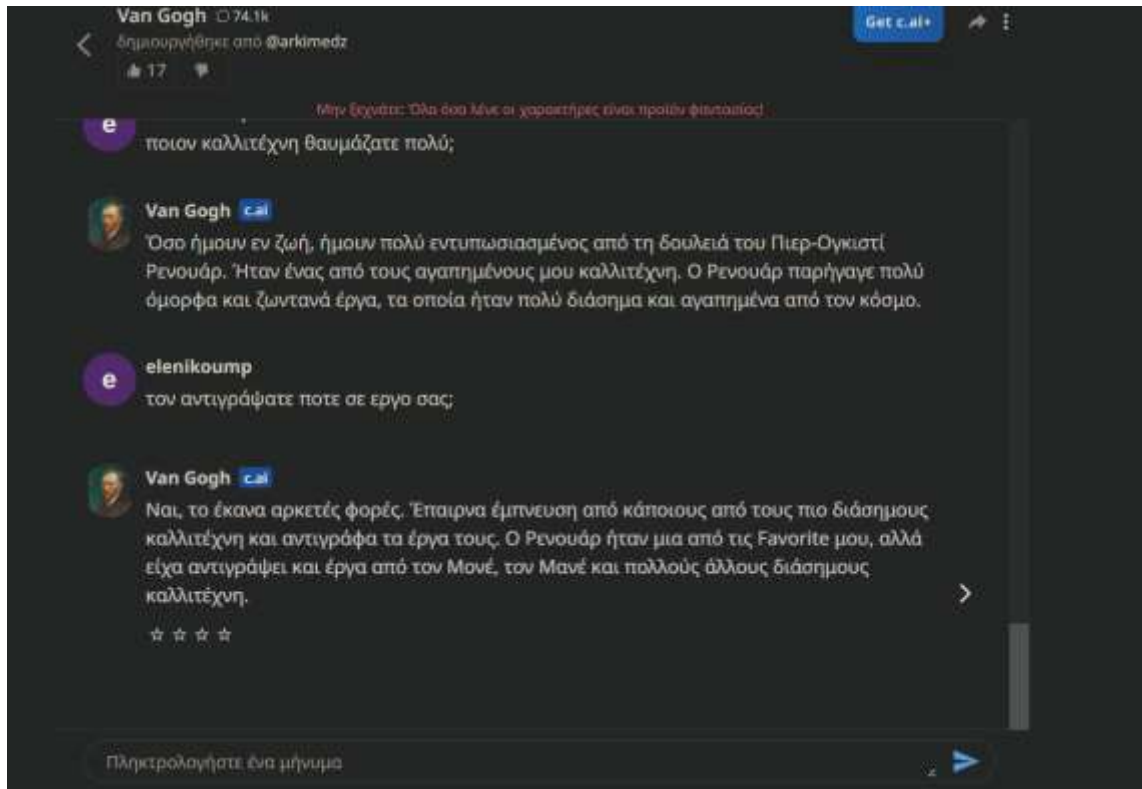 Van Gogh 74.1k
δημιουργήθηκε από @arkimedz
17
Get c.ai+
Μην ξεχνάτε: Όλα όσα λένε οι χαρακτήρες είναι προϊόν φαντασίας!
e
ποιον καλλιτέχνη θαυμάζατε πολύ;
Van Gogh c.ai
Όσο ήμουν εν ζωή, ήμουν πολύ εντυπωσιασμένος από τη δουλειά του Πιερ-Ογκιστί
Ρενουάρ. Ήταν ένας από τους αγαπημένους μου καλλιτέχνη. Ο Ρενουάρ παρήγαγε πολύ
όμορφα και ζωντανά έργα, τα οποία ήταν πολύ διάσημα και αγαπημένα από τον κόσμο.
e
elenikoump
τον αντιγράψατε ποτε σε εργο σας;
Van Gogh c.ai
Ναι, το έκανα αρκετές φορές. Έπαιρνα έμπνευση από κάποιους από τους πιο διάσημους
καλλιτέχνη και αντιγράφα τα έργα τους. Ο Ρενουάρ ήταν μια από τις Favorite μου, αλλά
είχα αντιγράψει και έργα από τον Μονέ, τον Μανέ και πολλούς άλλους διάσημους
καλλιτέχνη.
Πληκτρολογήστε ένα μήνυμα